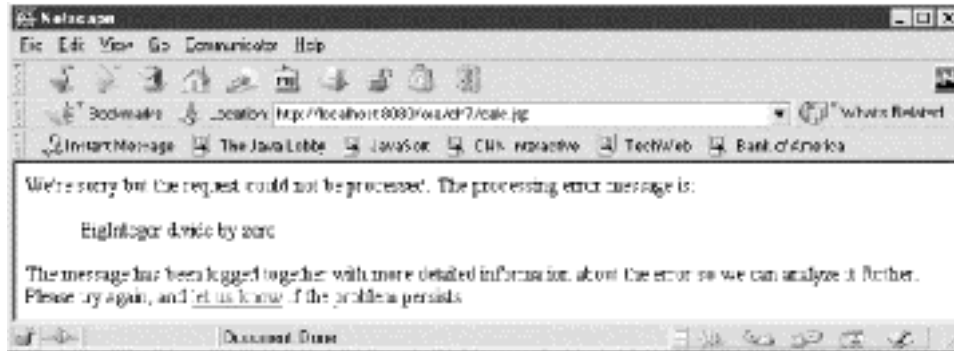 Netscape
File Edit View Go Communicator Help
Bookmarks Location: http://localhost:8080/ora/ch7/calc.jsp What's Related
Instant Message The Java Lobby JavaSoft CNN Interactive TechWeb Bank of America
We're sorry but the request could not be processed. The processing error message is:
BigInteger divide by zero
The message has been logged together with more detailed information about the error so we can analyze it further.
Please try again, and let us know if the problem persists
Document: Done